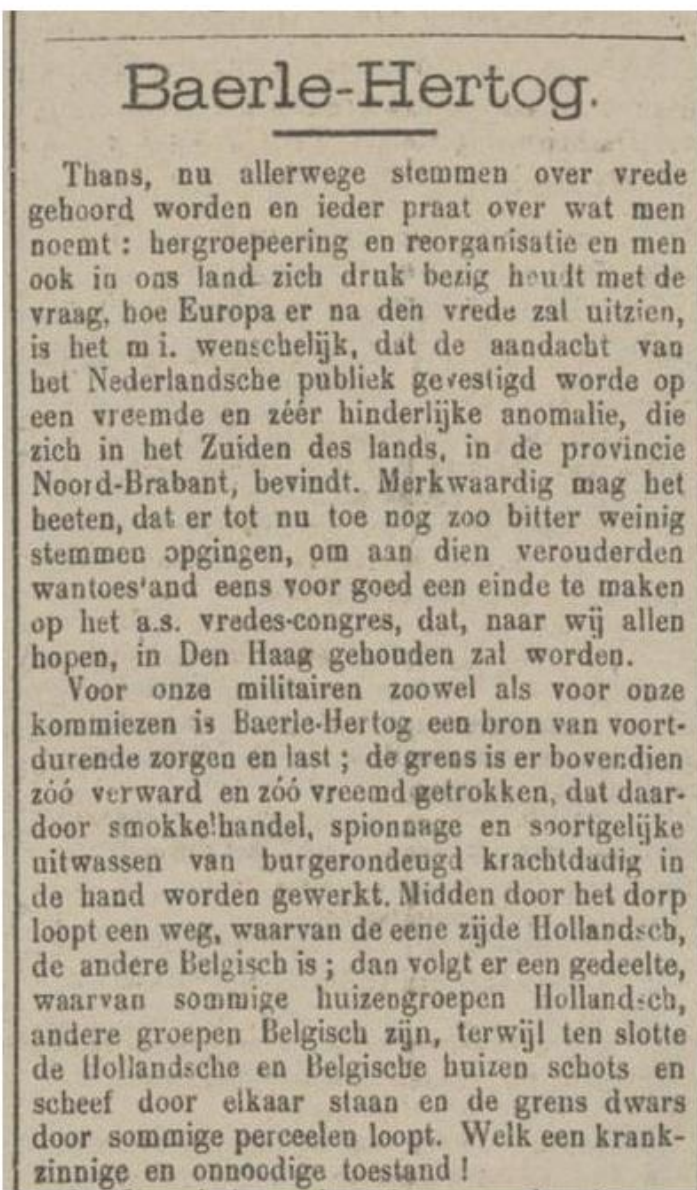 Baerle-Hertog.
Thans, nu allerwege stemmen over vrede
gehoord worden en ieder praat over wat men
noemt : hergroepeering en reorganisatie en men
ook in ons land zich druk bezig houdt met de
vraag, hoe Europa er na den vrede zal uitzien,
is het m i. wenschelijk, dat de aandacht van
het Nederlandsche publiek gevestigd worde op
een vreemde en zéér hinderlijke anomalie, die
zich in het Zuiden des lands, in de provincie
Noord-Brabant, bevindt. Merkwaardig mag het
heeten, dat er tot nu toe nog zoo bitter weinig
stemmen opgingen, om aan dien verouderden
wantoes'and eens voor goed een einde te maken
op het a.s. vredes-congres, dat, naar wij allen
hopen, in Den Haag gehouden zal worden.
Voor onze militairen zoowel als voor onze
kommiezen is Baerle-Hertog een bron van voort-
durende zorgen en last ; de grens is er bovendien
zóó verward en zóó vreemd getrokken, dat daar-
door smokkelhandel, spionnage en soortgelijke
uitwassen van burgerondeugd krachtdadig in
de hand worden gewerkt. Midden door het dorp
loopt een weg, waarvan de eene zijde Hollandsch,
de andere Belgisch is ; dan volgt er een gedeelte,
waarvan sommige huizengroepen Hollandsch,
andere groepen Belgisch zijn, terwijl ten slotte
de Hollandsche en Belgische huizen schots en
scheef door elkaar staan en de grens dwars
door sommige perceelen loopt. Welk een krank-
zinnige en onnoodige toestand !